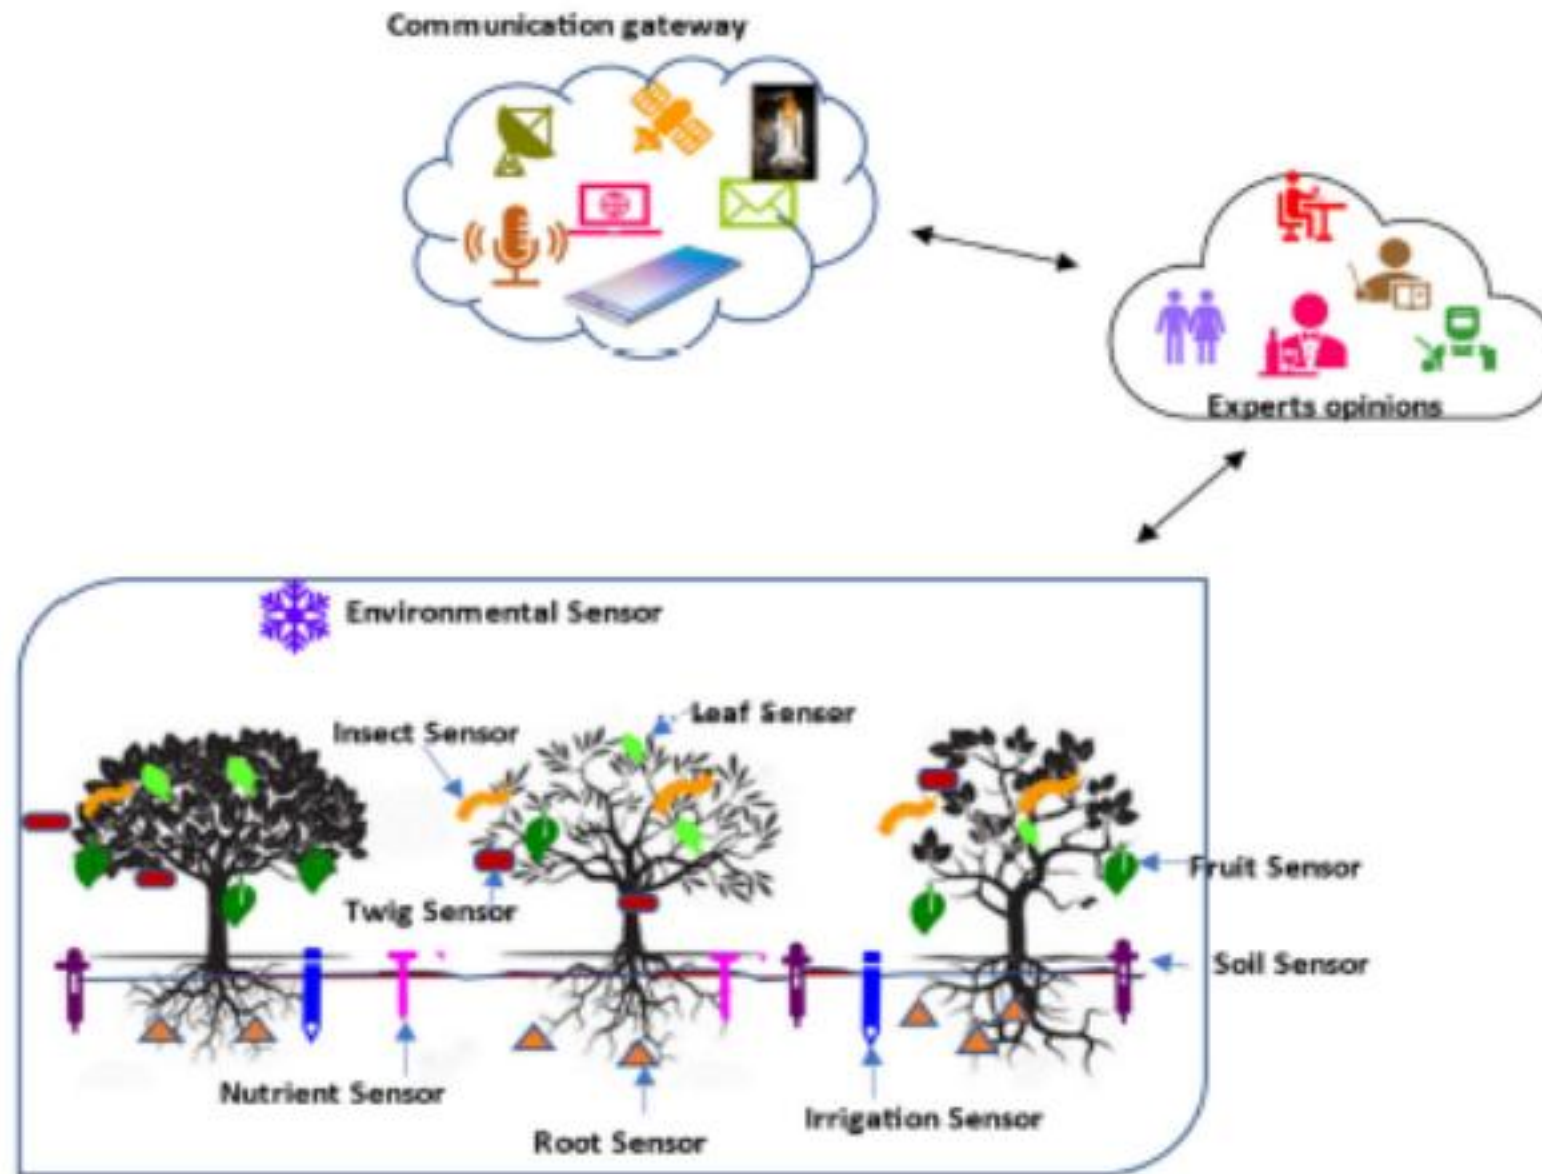 Communication gateway
Experts opinions
Environmental Sensor
Leaf Sensor
Insect Sensor
Fruit Sensor
Twig Sensor
Soil Sensor
Nutrient Sensor
Irrigation Sensor
Root Sensor